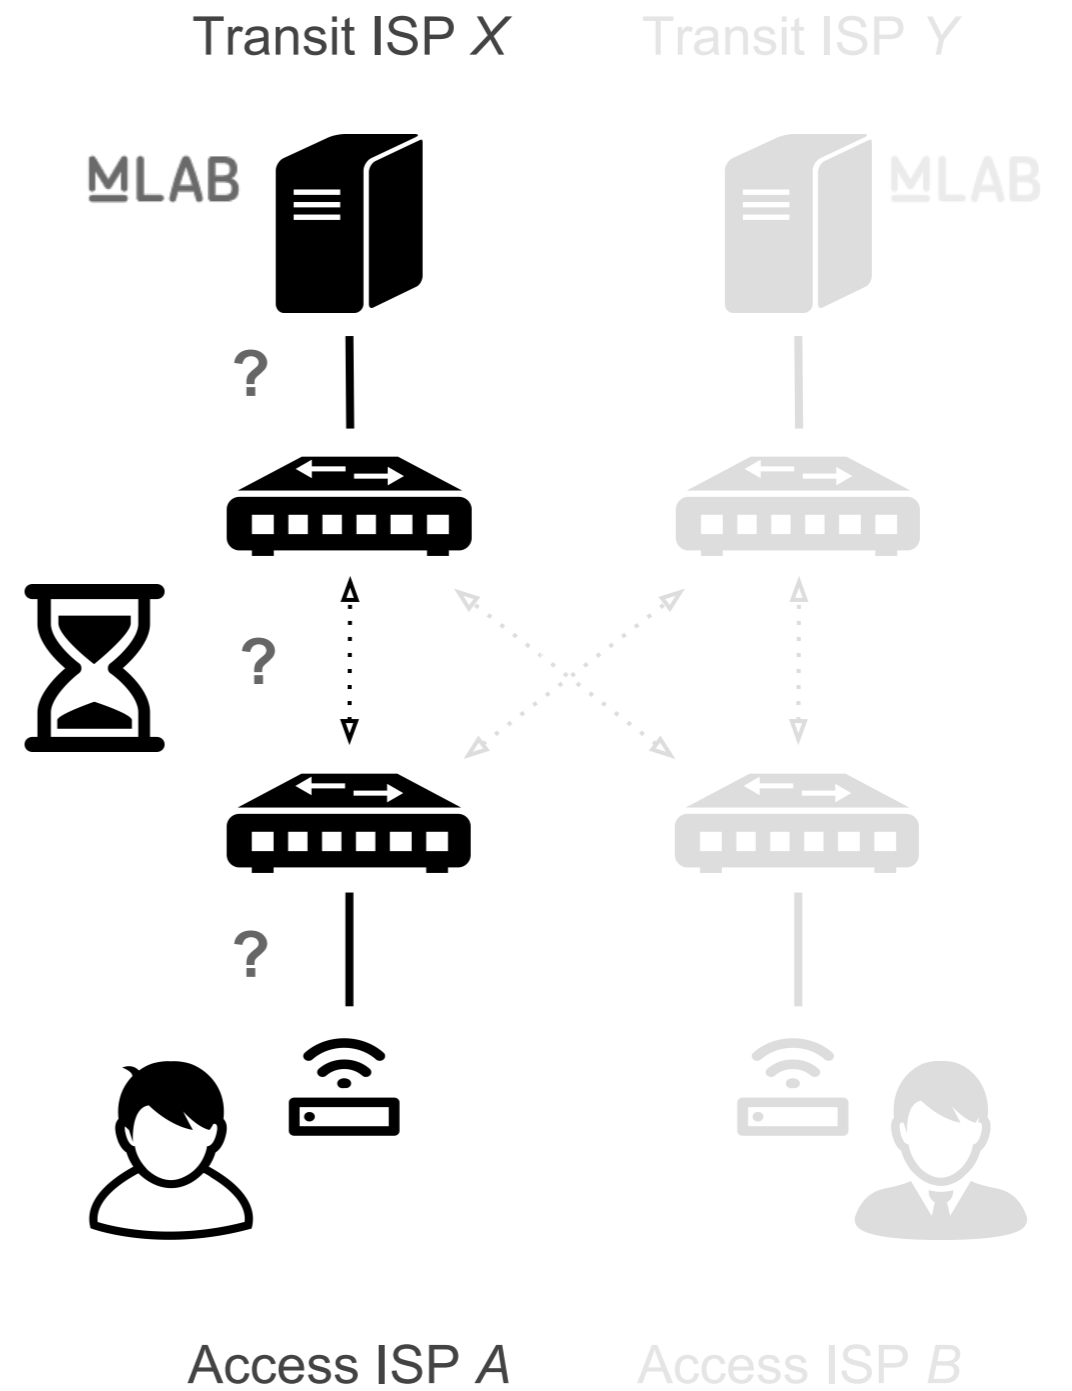 Transit ISP X
Transit ISP Y
MLAB
MLAB
?
?
?
Access ISP A
Access ISP B